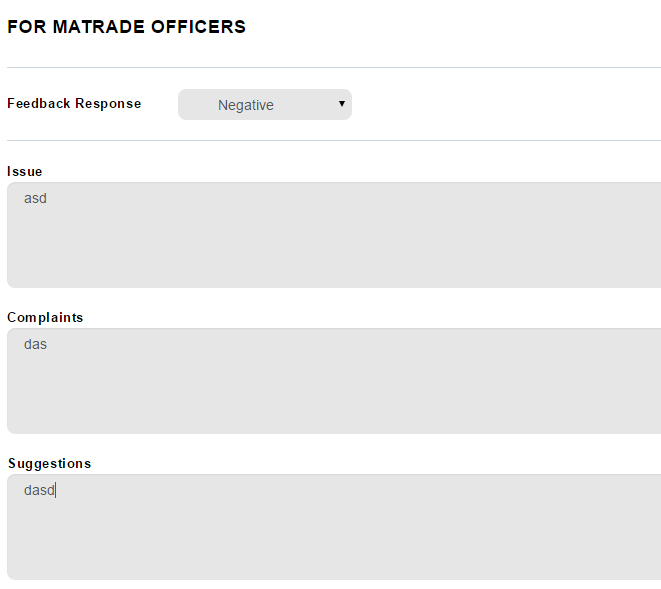 FOR MATRADE OFFICERS
Feedback Response Negative
Issue
asd
Complaints
das
Suggestions
dasd